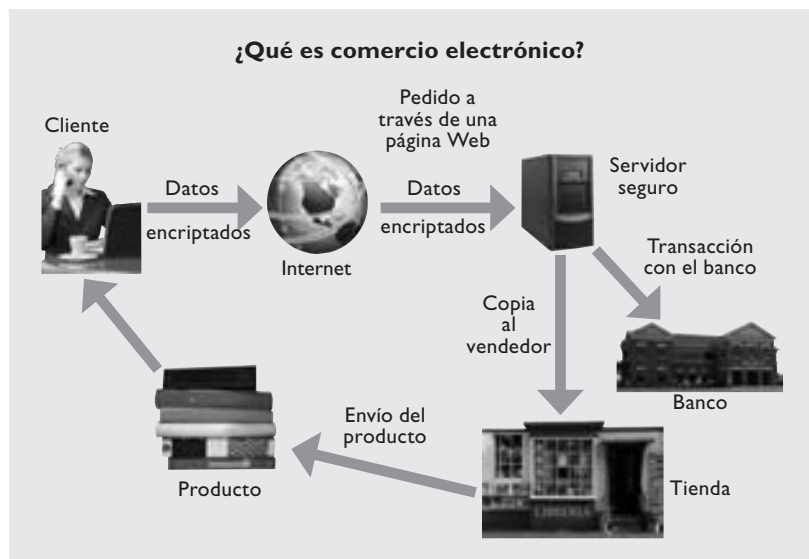 ¿Qué es comercio electrónico?
Cliente
Datos
encriptados
Internet
Pedido a
través de una
página Web
Datos
encriptados
Servidor
seguro
Transacción
con el banco
Banco
Copia
al
vendedor
Tienda
Envío del
producto
Producto